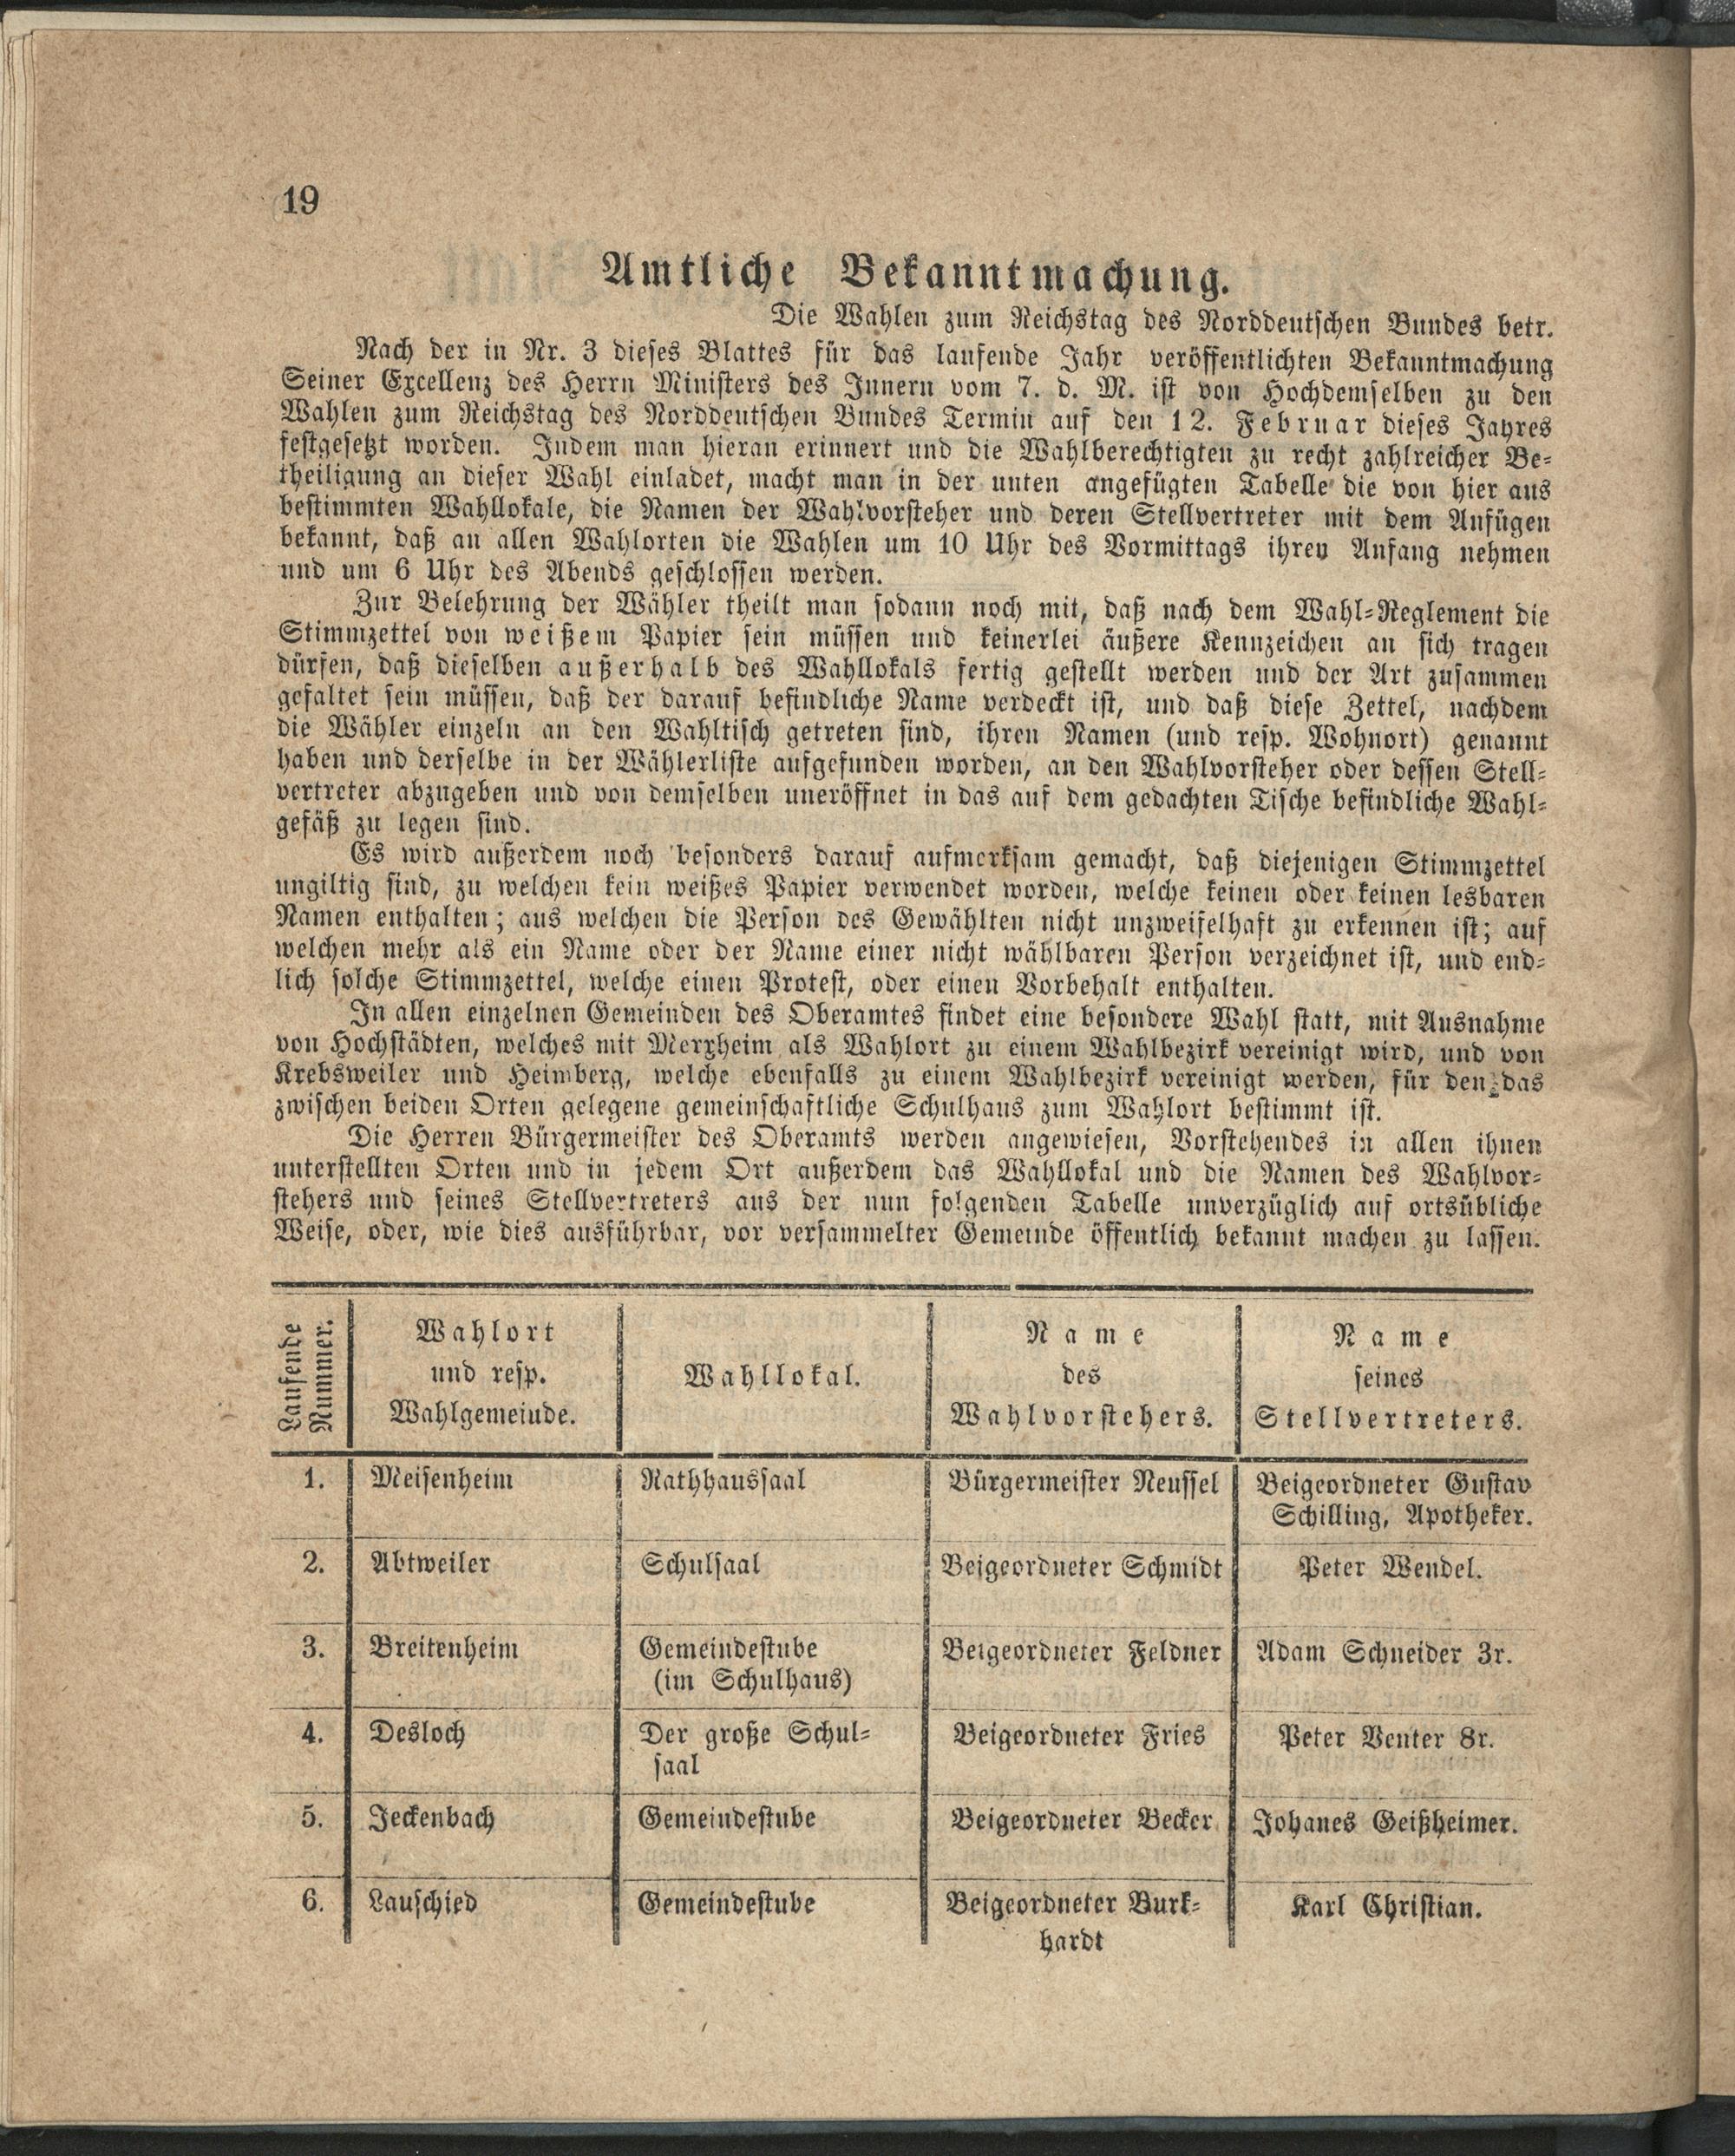 19
Amtliche Bekanntmachung.
Die Wahlen zum Reichstag des Norddeutschen Bundes betr.
Nach der in Nr. 3 dieses Blattes für das laufende Jahr veröffentlichten Bekanntmachung
Seiner Excellenz des Herrn Ministers des Innern vom 7. d. M. ist von Hochdemselben zu den
Wahlen zum Reichstag des Norddeutschen Bundes Termin auf den 12. Februar dieses Jahres
festgesetzt worden. Indem man hieran erinnert und die Wahlberechtigten zu recht zahlreicher Be-
theiligung an dieser Wahl einladet, macht man in der unten angefügten Tabelle die von hier aus
bestimmten Wahllokale, die Namen der Wahlvorsteher und deren Stellvertreter mit dem Anfügen
bekannt, daß an allen Wahlorten die Wahlen um 10 Uhr des Vormittags ihren Anfang nehmen
und um 6 Uhr des Abends geschlossen werden.
Zur Belehrung der Wähler theilt man sodann noch mit, daß nach dem Wahl-Reglement die
Stimmzettel von weißem Papier sein müssen und keinerlei äußere Kennzeichen an sich tragen
dürfen, daß dieselben außerhalb des Wahllokals fertig gestellt werden und der Art zusammen
gefaltet sein müssen, daß der darauf befindliche Name verdeckt ist, und daß diese Zettel, nachdem
die Wähler einzeln an den Wahltisch getreten sind, ihren Namen (und resp. Wohnort) genannt
haben und derselbe in der Wählerliste aufgefunden worden, an den Wahlvorsteher oder dessen Stell-
vertreter abzugeben und von demselben uneröffnet in das auf dem gedachten Tische befindliche Wahl-
gefäß zu legen sind.
Es wird außerdem noch besonders darauf aufmerksam gemacht, daß diejenigen Stimmzettel
ungiltig sind, zu welchen kein weißes Papier verwendet worden, welche keinen oder keinen lesbaren
Namen enthalten; aus welchen die Person des Gewählten nicht unzweifelhaft zu erkennen ist; auf
welchen mehr als ein Name oder der Name einer nicht wählbaren Person verzeichnet ist, und end-
lich solche Stimmzettel, welche einen Protest, oder einen Vorbehalt enthalten.
In allen einzelnen Gemeinden des Oberamtes findet eine besondere Wahl statt, mit Ausnahme
von Hochstädten, welches mit Merxheim als Wahlort zu einem Wahlbezirk vereinigt wird, und von
Krebsweiler und Heimberg, welche ebenfalls zu einem Wahlbezirk vereinigt werden, für den das
zwischen beiden Orten gelegene gemeinschaftliche Schulhaus zum Wahlort bestimmt ist.
Die Herren Bürgermeister des Oberamts werden angewiesen, Vorstehendes in allen ihnen
unterstellten Orten und in jedem Ort außerdem das Wahllokal und die Namen des Wahlvor-
stehers und seines Stellvertreters aus der nun folgenden Tabelle unverzüglich auf ortsübliche
Weise, oder, wie dies ausführbar, vor versammelter Gemeinde öffentlich bekannt machen zu lassen.
Laufende
Nummer.
Wahlort
und resp.
Wahlgemeinde.
Wahllokal.
Name
des
Wahlvorstehers.
Name
seines
Stellvertreters.
1. Meisenheim Rathhaussaal Bürgermeister Reussel Beigeordneter Gustav
Schilling, Apotheker.
2. Abtweiler Schulsaal Beigeordneter Schmidt Peter Wendel.
3. Breitenheim Gemeindestube Beigeordneter Feldner Adam Schneider 3r.
(im Schulhaus)
4. Desloch Der große Schul- Beigeordneter Fries Peter Venter 8r.
saal
5. Jeckenbach Gemeindestube Beigeordneter Becker Johanes Geißheimer.
6. Lauschied Gemeindestube Beigeordneter Burk- Karl Christian.
hardt